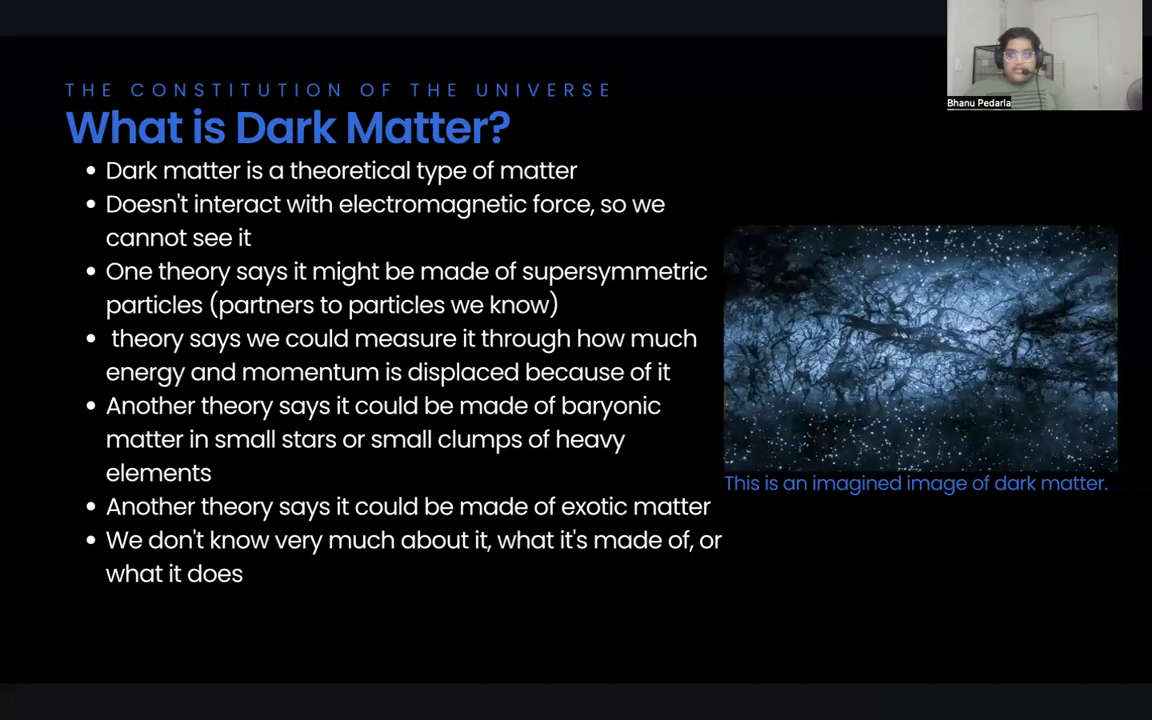 THE CONSTITUTION OF THE UNIVERSE
What is Dark Matter?
• Dark matter is a theoretical type of matter
• Doesn't interact with electromagnetic force, so we
cannot see it
• One theory says it might be made of supersymmetric
particles (partners to particles we know)
• theory says we could measure it through how much
energy and momentum is displaced because of it
• Another theory says it could be made of baryonic
matter in small stars or small clumps of heavy
elements
• Another theory says it could be made of exotic matter
• We don't know very much about it, what it's made of, or
what it does
This is an imagined image of dark matter.
Bhanu Pedarla